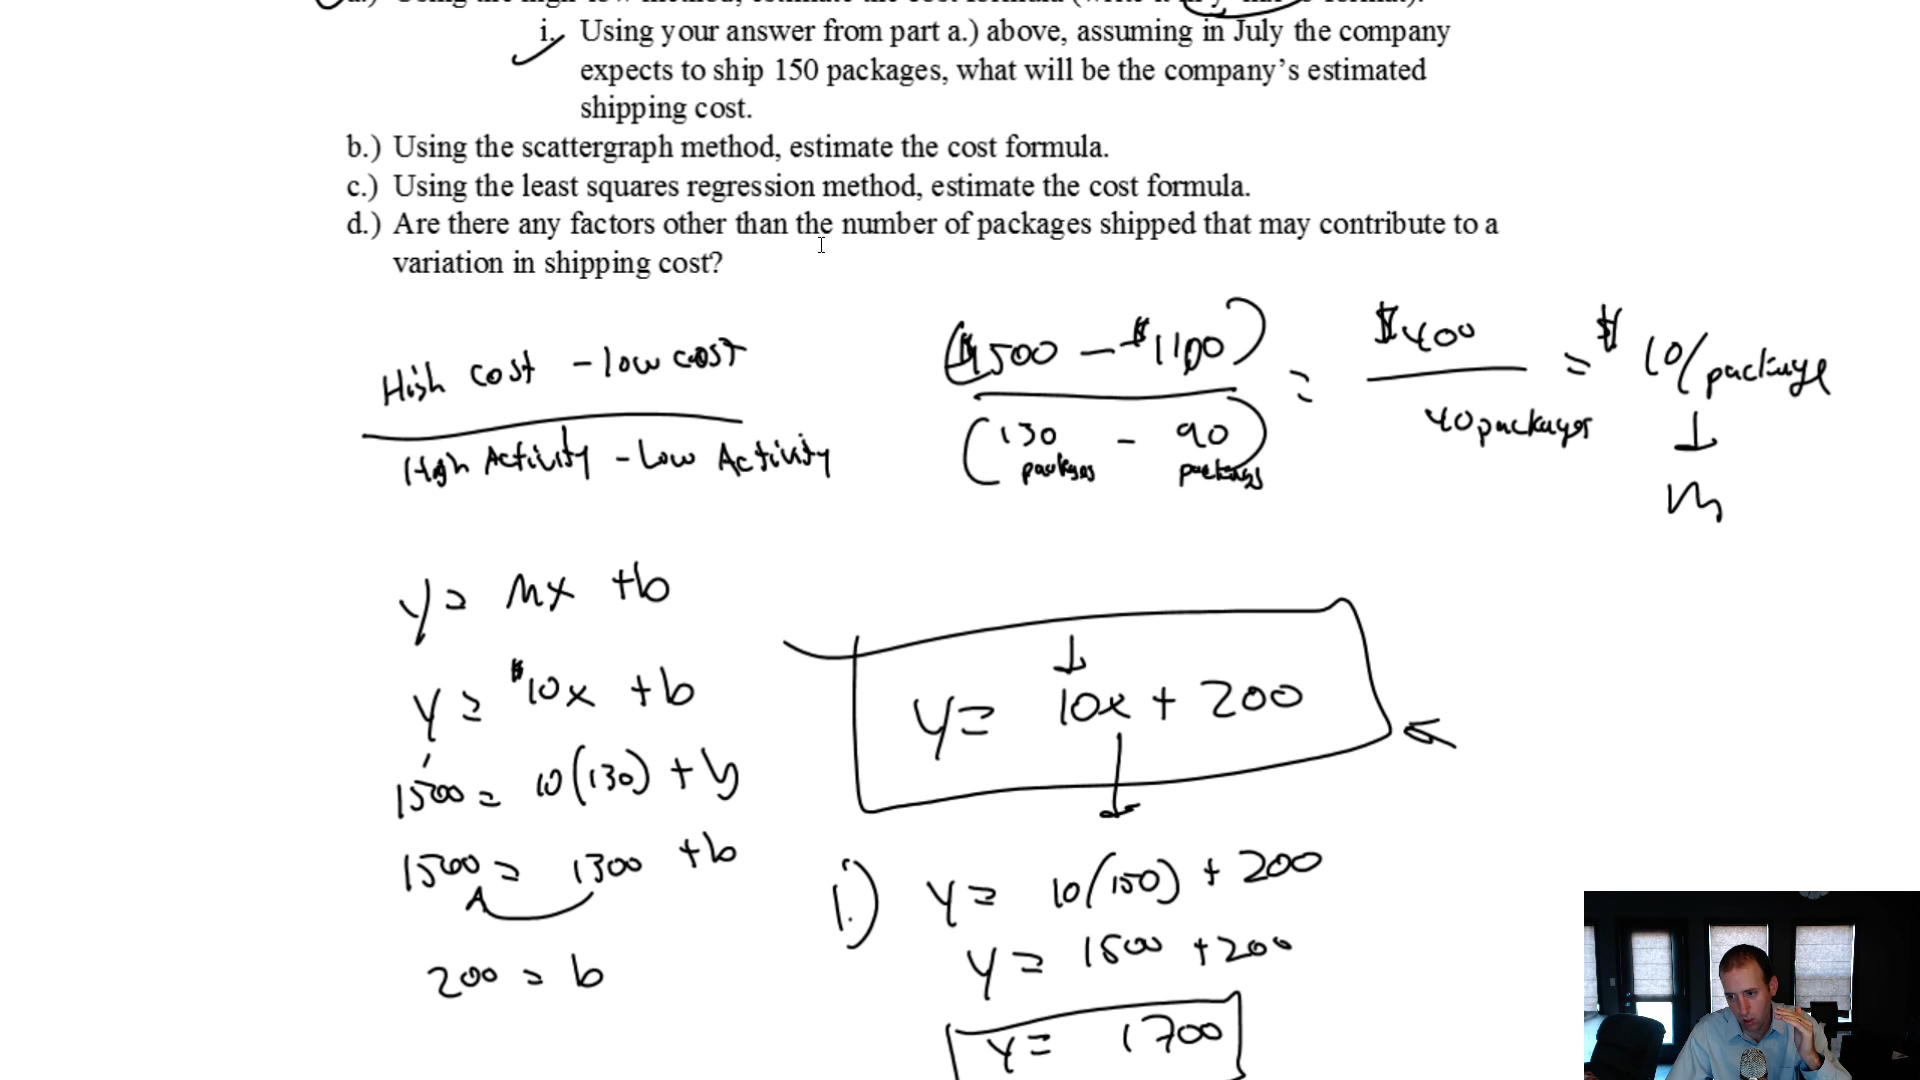 i. Using your answer from part a.) above, assuming in July the company
expects to ship 150 packages, what will be the company's estimated
shipping cost.
b.) Using the scattergraph method, estimate the cost formula.
c.) Using the least squares regression method, estimate the cost formula.
d.) Are there any factors other than the number of packages shipped that may contribute to a
variation in shipping cost?
High cost - low cost
High Activity - Low Activity
($1500 - $1100)
(130 packages - 90 packages)
=
$400
40 packages
= $10/package
m
y = mx + b
y = $10x + b
1500 = 10(130) + b
1500 = 1300 + b
200 = b
y = 10x + 200
i.) y = 10(150) + 200
y = 1500 + 200
y = 1700